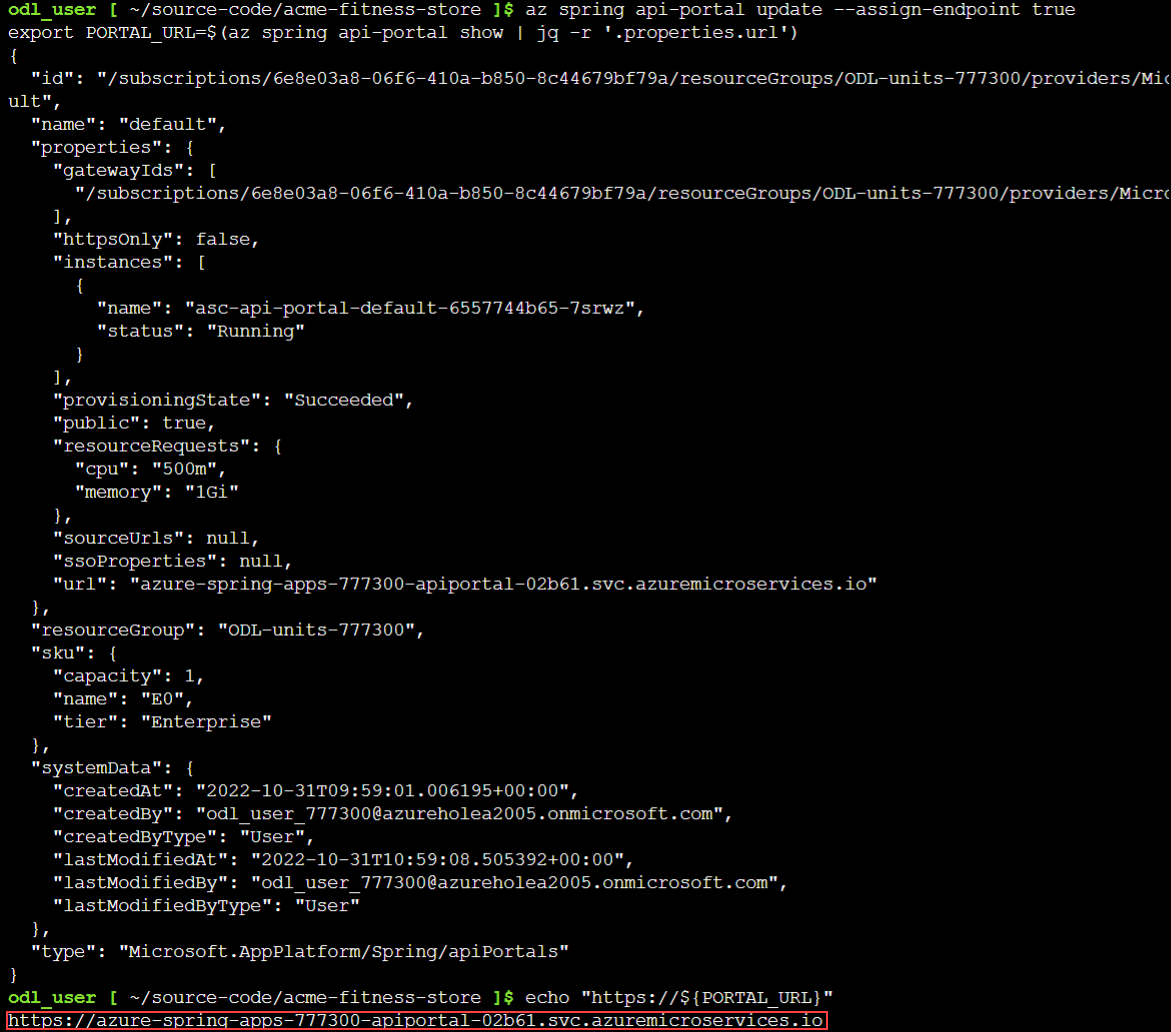 odl_user [ ~/source-code/acme-fitness-store ]$ az spring api-portal update --assign-endpoint true
export PORTAL_URL=$(az spring api-portal show | jq -r '.properties.url')
{
  "id": "/subscriptions/6e8e03a8-06f6-410a-b850-8c44679bf79a/resourceGroups/ODL-units-777300/providers/Mic
ult",
  "name": "default",
  "properties": {
    "gatewayIds": [
      "/subscriptions/6e8e03a8-06f6-410a-b850-8c44679bf79a/resourceGroups/ODL-units-777300/providers/Micro
    ],
    "httpsOnly": false,
    "instances": [
      {
        "name": "asc-api-portal-default-6557744b65-7srwz",
        "status": "Running"
      }
    ],
    "provisioningState": "Succeeded",
    "public": true,
    "resourceRequests": {
      "cpu": "500m",
      "memory": "1Gi"
    },
    "sourceUrls": null,
    "ssoProperties": null,
    "url": "azure-spring-apps-777300-apiportal-02b61.svc.azuremicroservices.io"
  },
  "resourceGroup": "ODL-units-777300",
  "sku": {
    "capacity": 1,
    "name": "E0",
    "tier": "Enterprise"
  },
  "systemData": {
    "createdAt": "2022-10-31T09:59:01.006195+00:00",
    "createdBy": "odl_user_777300@azureholea2005.onmicrosoft.com",
    "createdByType": "User",
    "lastModifiedAt": "2022-10-31T10:59:08.505392+00:00",
    "lastModifiedBy": "odl_user_777300@azureholea2005.onmicrosoft.com",
    "lastModifiedByType": "User"
  },
  "type": "Microsoft.AppPlatform/Spring/apiPortals"
}
odl_user [ ~/source-code/acme-fitness-store ]$ echo "https://${PORTAL_URL}"
https://azure-spring-apps-777300-apiportal-02b61.svc.azuremicroservices.io